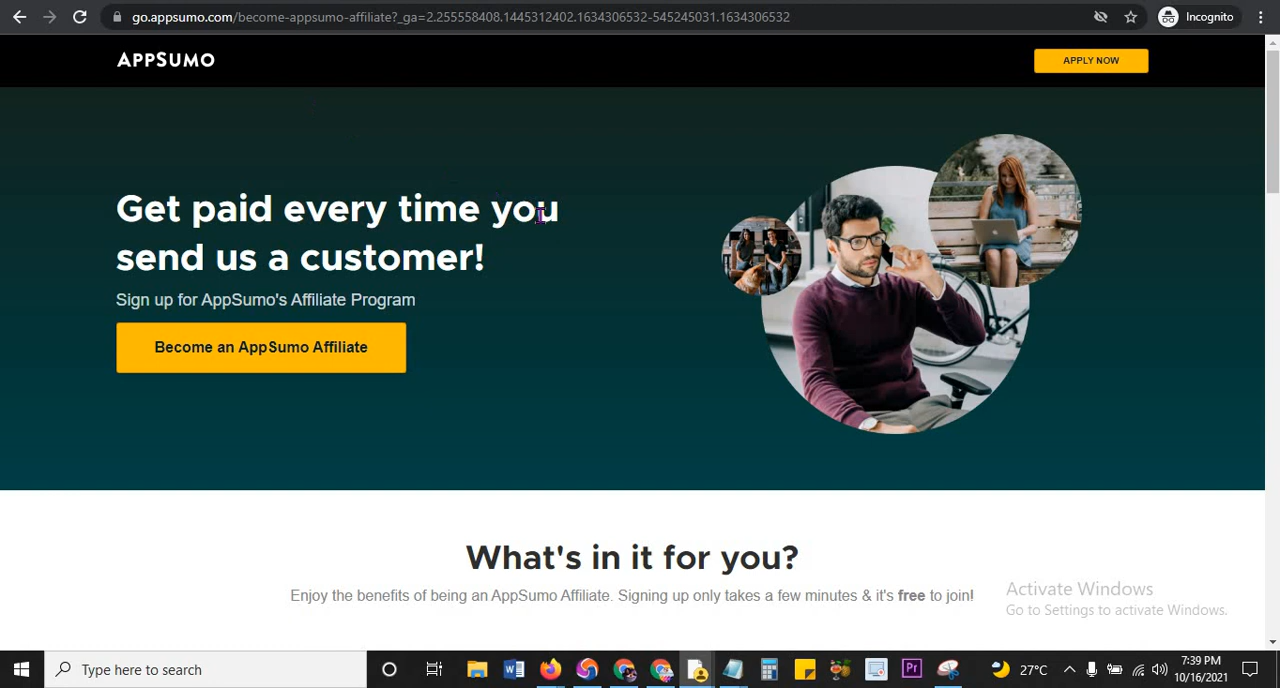 go.appsumo.com/become-appsumo-affiliate?_ga=2.255558408.1445312402.1634306532-545245031.1634306532
Incognito
APPSUMO
APPLY NOW
Get paid every time you
send us a customer!
Sign up for AppSumo's Affiliate Program
Become an AppSumo Affiliate
What's in it for you?
Enjoy the benefits of being an AppSumo Affiliate. Signing up only takes a few minutes & it's free to join!
Activate Windows
Go to Settings to activate Windows.
Type here to search
W
Pr
27°C
7:39 PM
10/16/2021